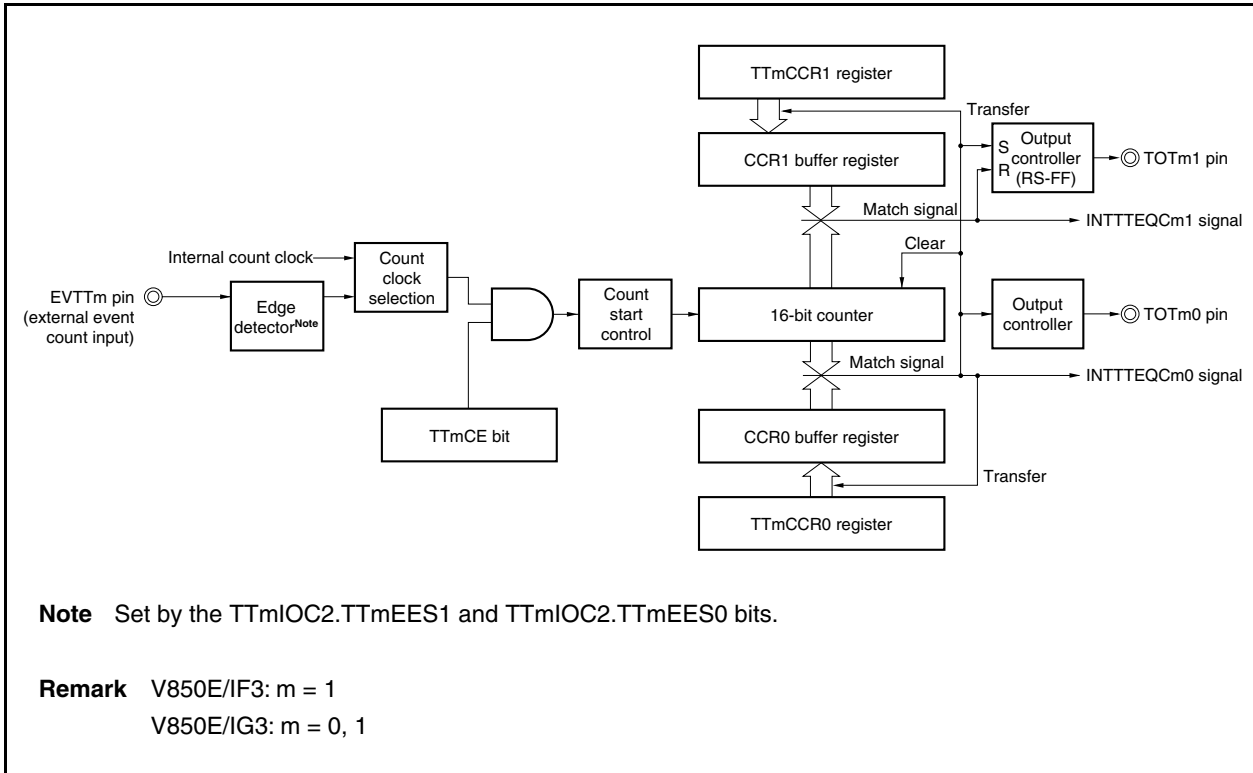 TTmCCR1 register
Transfer
CCR1 buffer register
S
R
Output
controller
(RS-FF)
TOTm1 pin
Match signal
INTTTEQCm1 signal
Internal count clock
Count
clock
selection
Clear
EVTTm pin
(external event
count input)
Edge
detectorNote
Count
start
control
16-bit counter
Output
controller
TOTm0 pin
Match signal
INTTTEQCm0 signal
TTmCE bit
CCR0 buffer register
Transfer
TTmCCR0 register
Note Set by the TTmIOC2.TTmEES1 and TTmIOC2.TTmEES0 bits.
Remark V850E/IF3: m = 1
V850E/IG3: m = 0, 1